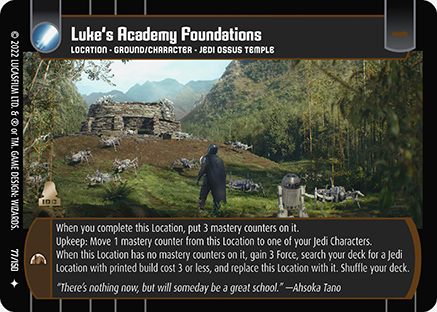 Luke's Academy Foundations
LOCATION - GROUND/CHARACTER - JEDI OSSUS TEMPLE
When you complete this Location, put 3 mastery counters on it.
Upkeep: Move 1 mastery counter from this Location to one of your Jedi Characters.
When this Location has no mastery counters on it, gain 3 Force, search your deck for a Jedi
Location with printed build cost 3 or less, and replace this Location with it. Shuffle your deck.
"There's nothing now, but will someday be a great school." —Ahsoka Tano
© 2022 LUCASFILM LTD. & ® or TM. GAME DESIGN: WIZARDS.
77/150